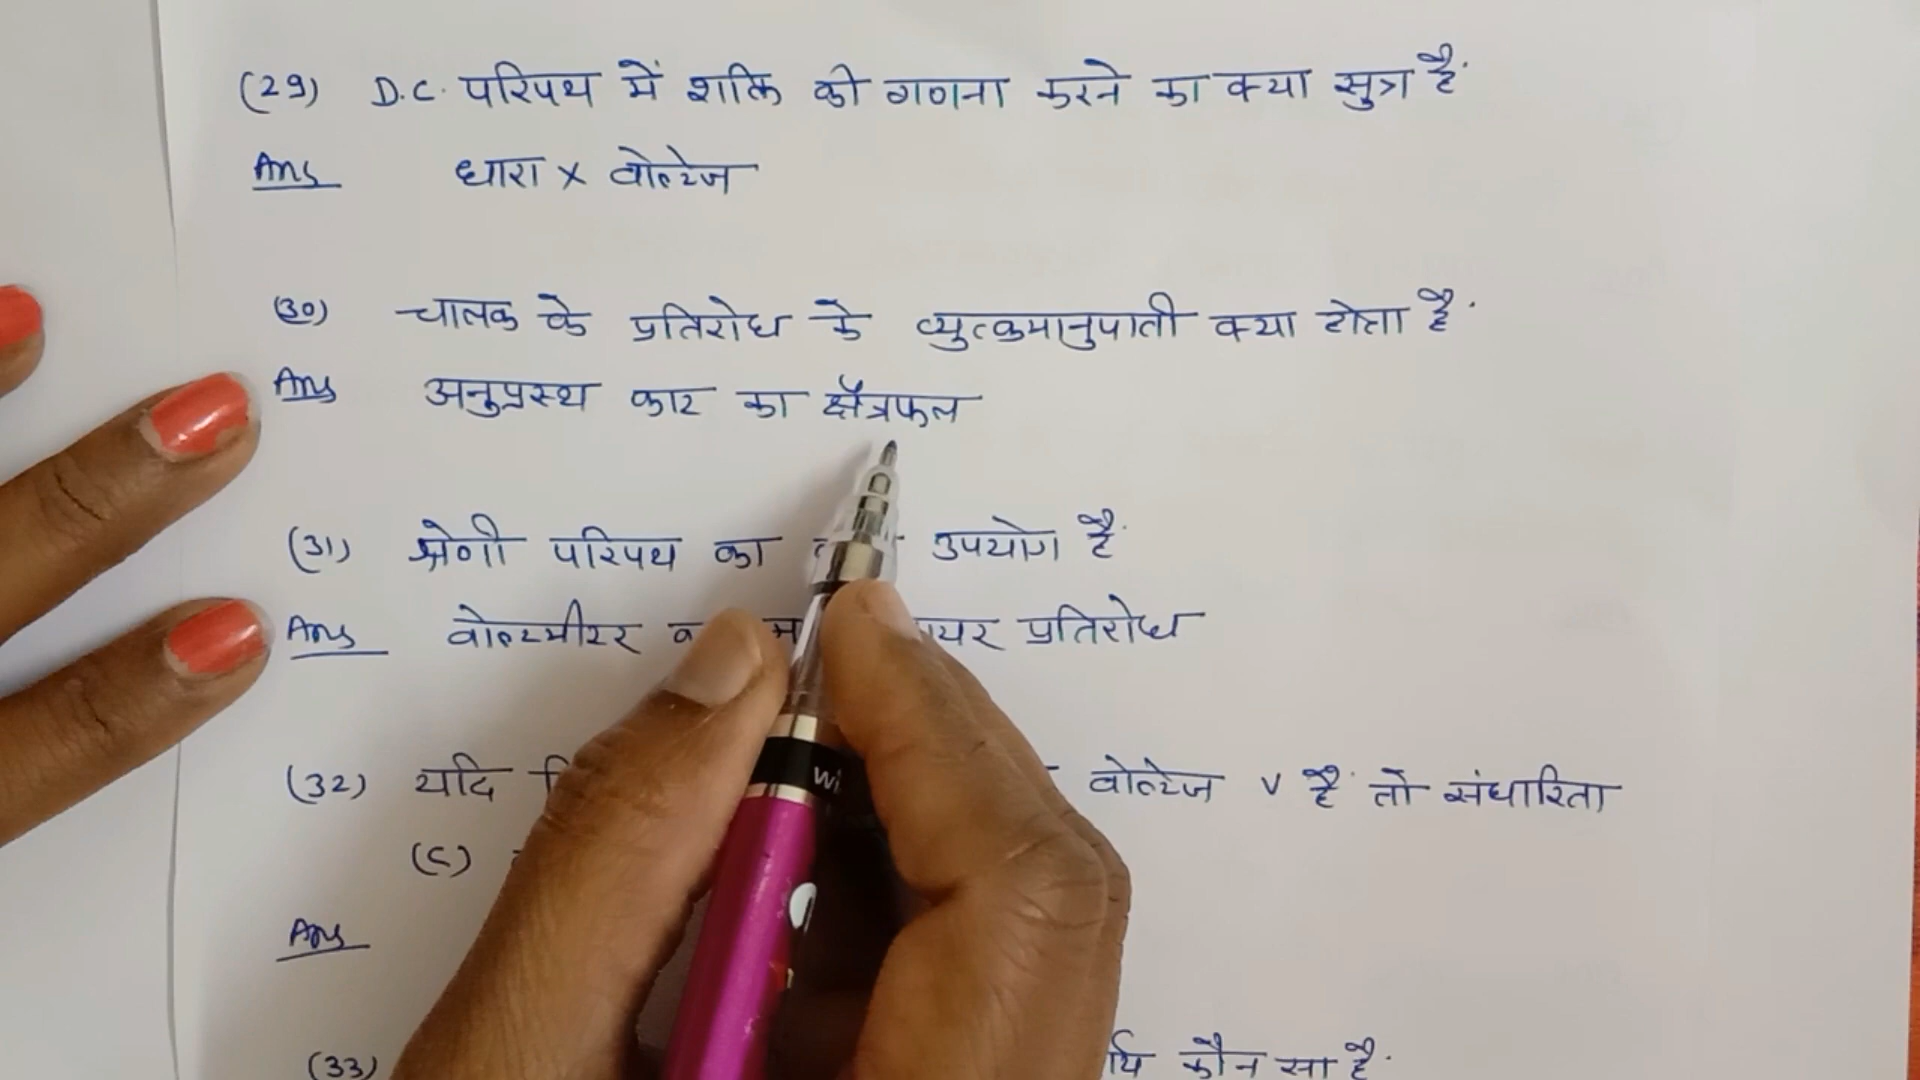 (29) D.C. परिपथ में शक्ति की गणना करने का क्या सुत्र है.
Ans धारा x वोल्टेज
(30) चालक के प्रतिरोध के व्युत्क्रमानुपाती क्या होता है.
Ans अनुप्रस्थ काट का क्षैत्रफल
(31) श्रेणी परिपथ का उपयोग है.
Ans वोल्टमीटर प्रतिरोध
(32) यदि वोल्टेज v है तो संधारिता
(C)
Ans
(33) कौन सा है.